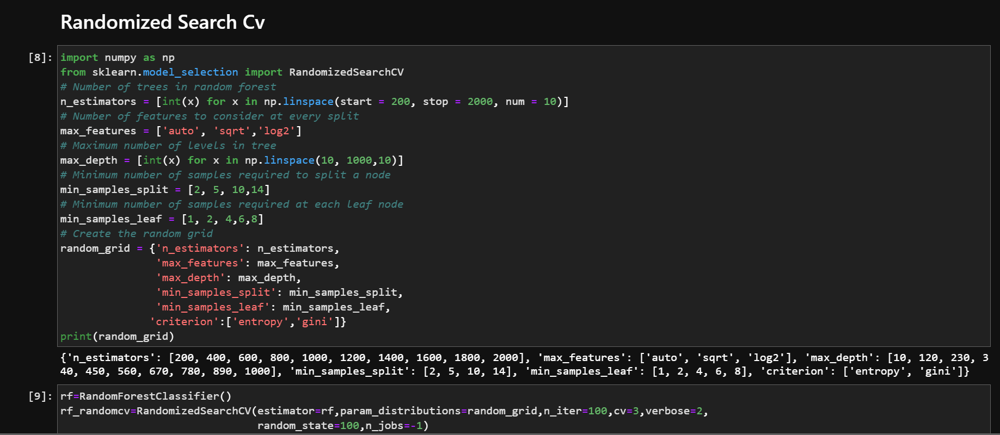 Randomized Search Cv
[8]: import numpy as np
from sklearn.model_selection import RandomizedSearchCV
# Number of trees in random forest
n_estimators = [int(x) for x in np.linspace(start = 200, stop = 2000, num = 10)]
# Number of features to consider at every split
max_features = ['auto', 'sqrt','log2']
# Maximum number of levels in tree
max_depth = [int(x) for x in np.linspace(10, 1000,10)]
# Minimum number of samples required to split a node
min_samples_split = [2, 5, 10,14]
# Minimum number of samples required at each leaf node
min_samples_leaf = [1, 2, 4,6,8]
# Create the random grid
random_grid = {'n_estimators': n_estimators,
               'max_features': max_features,
               'max_depth': max_depth,
               'min_samples_split': min_samples_split,
               'min_samples_leaf': min_samples_leaf,
              'criterion':['entropy','gini']}
print(random_grid)
{'n_estimators': [200, 400, 600, 800, 1000, 1200, 1400, 1600, 1800, 2000], 'max_features': ['auto', 'sqrt', 'log2'], 'max_depth': [10, 120, 230, 3
40, 450, 560, 670, 780, 890, 1000], 'min_samples_split': [2, 5, 10, 14], 'min_samples_leaf': [1, 2, 4, 6, 8], 'criterion': ['entropy', 'gini']}
[9]: rf=RandomForestClassifier()
rf_randomcv=RandomizedSearchCV(estimator=rf,param_distributions=random_grid,n_iter=100,cv=3,verbose=2,
                               random_state=100,n_jobs=-1)